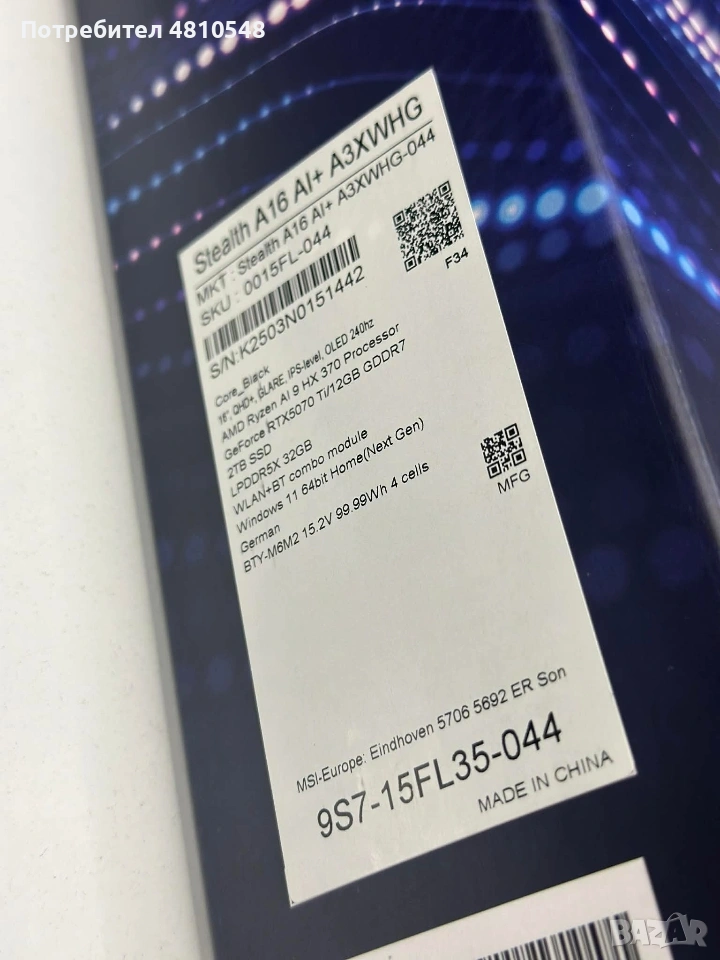 Потребител 4810548
Stealth A16 AI+ A3XWHG
MKT : Stealth A16 AI+ A3XWHG-044
SKU : 0015FL-044
F34
S/N:K2503N0151442
Core_Black
16", QHD+, GLARE, IPS-level, OLED 240hz
AMD Ryzen AI 9 HX 370 Processor
GeForce RTX5070 Ti/12GB GDDR7
2TB SSD
LPDDR5X 32GB
WLAN+BT combo module
Windows 11 64bit Home(Next Gen)
German
BTY-M6M2 15.2V 99.99Wh 4 cells
MFG
MSI-Europe: Eindhoven 5706 5692 ER Son
9S7-15FL35-044
MADE IN CHINA
BAZAR